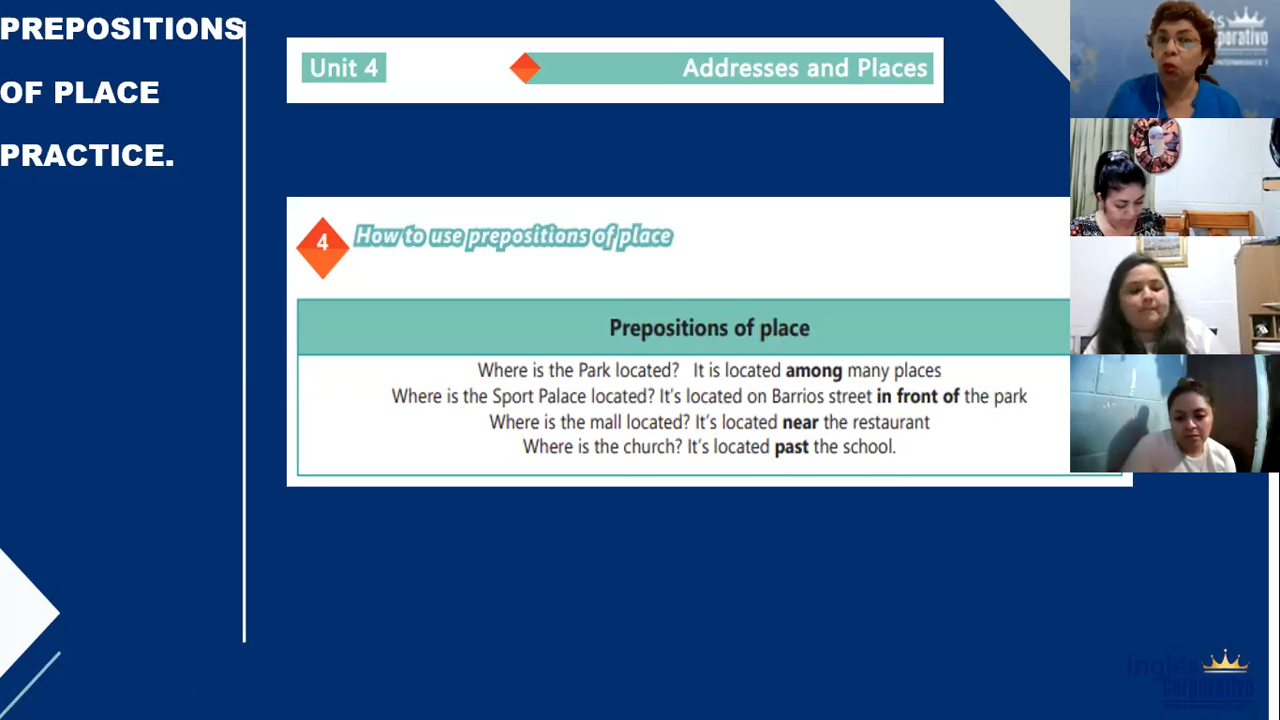 PREPOSITIONS
OF PLACE
PRACTICE.
Unit 4
Addresses and Places
4
How to use prepositions of place
Prepositions of place
Where is the Park located? It is located among many places
Where is the Sport Palace located? It's located on Barrios street in front of the park
Where is the mall located? It's located near the restaurant
Where is the church? It's located past the school.
Inglés
Corporativo